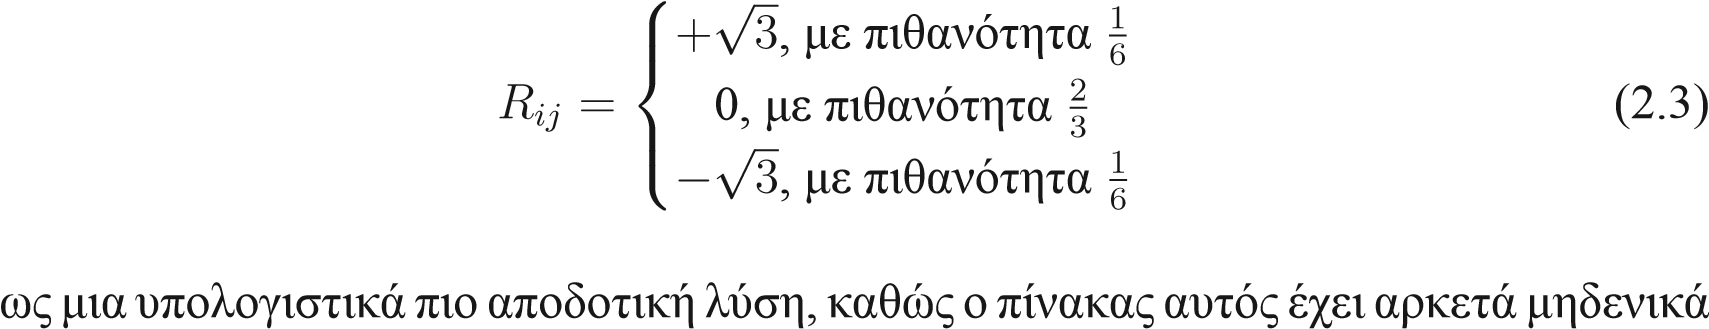 +√3, με πιθανότητα 1/6
R_{ij} = { 0, με πιθανότητα 2/3 (2.3)
−√3, με πιθανότητα 1/6
ως μια υπολογιστικά πιο αποδοτική λύση, καθώς ο πίνακας αυτός έχει αρκετά μηδενικά